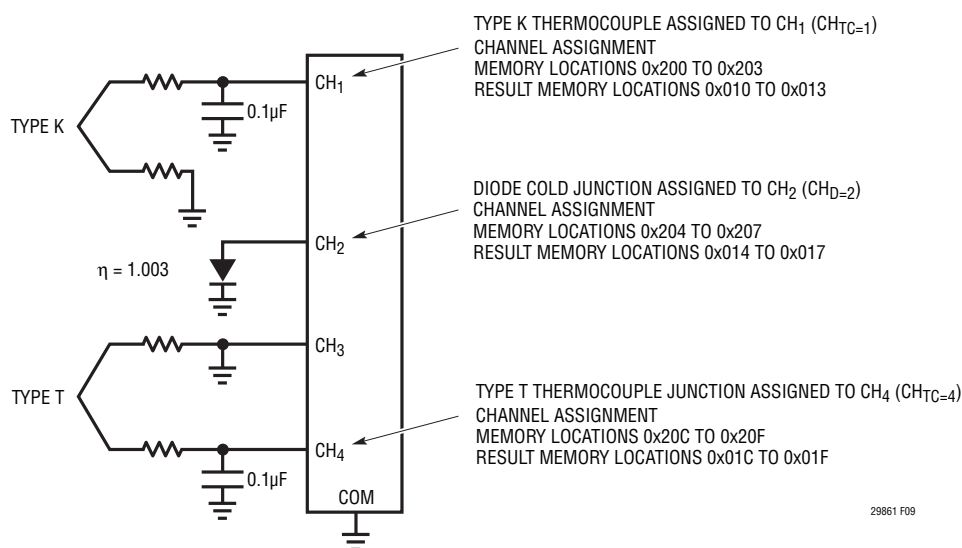 TYPE K THERMOCOUPLE ASSIGNED TO CH1 (CHTC=1)
CHANNEL ASSIGNMENT
MEMORY LOCATIONS 0x200 TO 0x203
RESULT MEMORY LOCATIONS 0x010 TO 0x013
CH1
0.1µF
TYPE K
DIODE COLD JUNCTION ASSIGNED TO CH2 (CHD=2)
CHANNEL ASSIGNMENT
MEMORY LOCATIONS 0x204 TO 0x207
RESULT MEMORY LOCATIONS 0x014 TO 0x017
CH2
η = 1.003
CH3
TYPE T
TYPE T THERMOCOUPLE JUNCTION ASSIGNED TO CH4 (CHTC=4)
CHANNEL ASSIGNMENT
MEMORY LOCATIONS 0x20C TO 0x20F
RESULT MEMORY LOCATIONS 0x01C TO 0x01F
CH4
0.1µF
COM
29861 F09